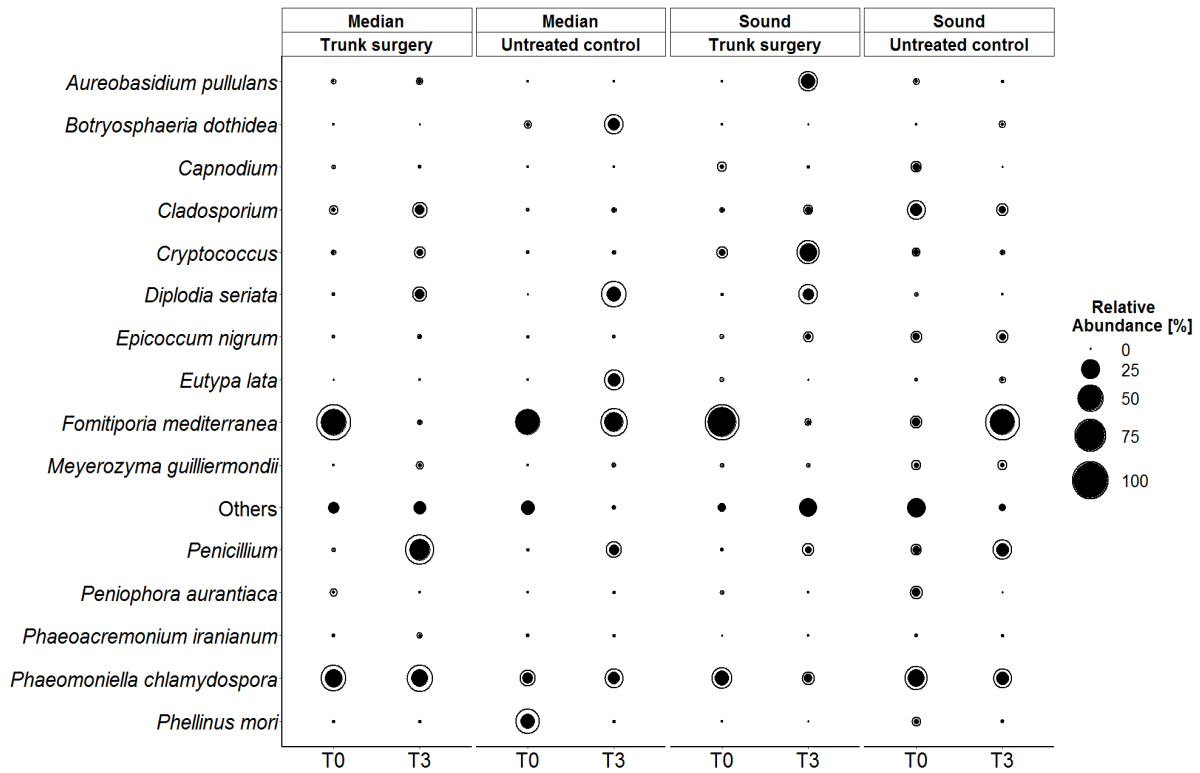 Median Median Sound Sound
Trunk surgery Untreated control Trunk surgery Untreated control
Aureobasidium pullulans
Botryosphaeria dothidea
Capnodium
Cladosporium
Cryptococcus
Diplodia seriata
Epicoccum nigrum
Eutypa lata
Fomitiporia mediterranea
Meyerozyma guilliermondii
Others
Penicillium
Peniophora aurantiaca
Phaeoacremonium iranianum
Phaeomoniella chlamydospora
Phellinus mori
T0 T3 T0 T3 T0 T3 T0 T3
Relative
Abundance [%]
0
25
50
75
100